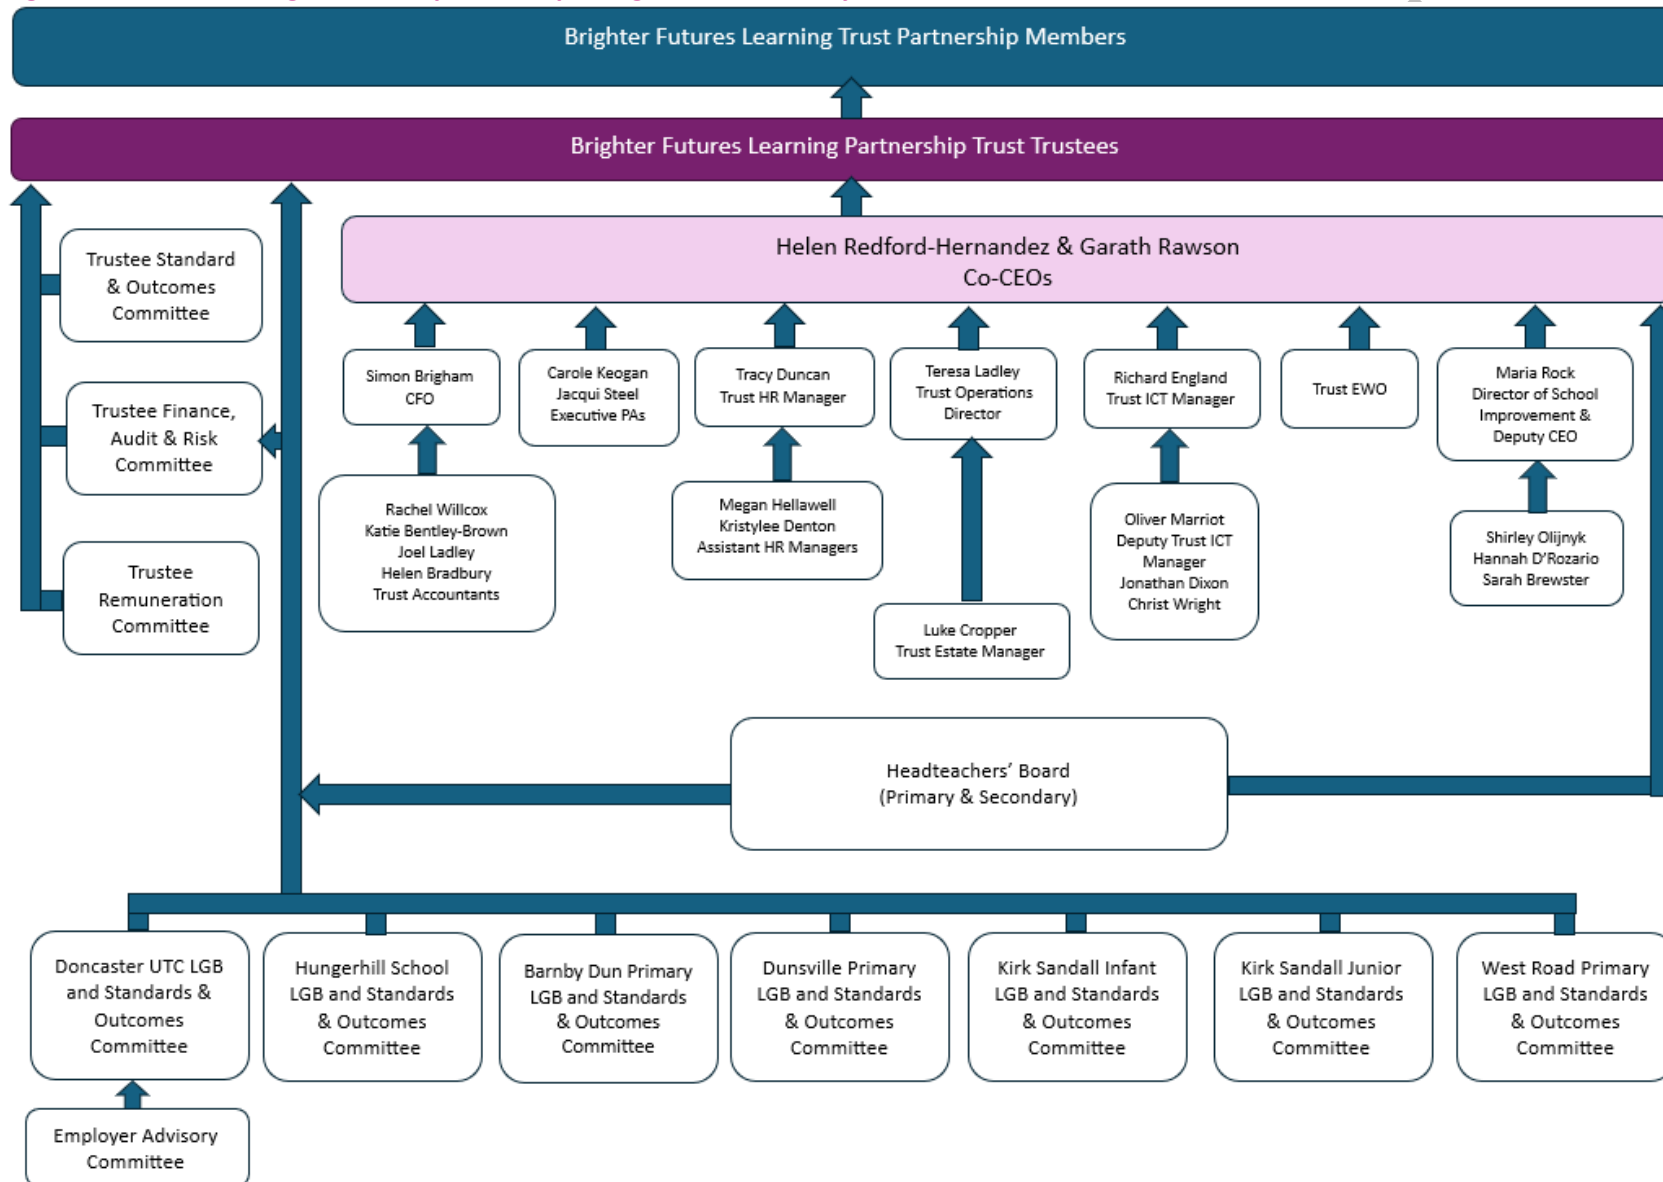 Brighter Futures Learning Trust Partnership Members
Brighter Futures Learning Partnership Trust Trustees
Helen Redford-Hernandez & Garath Rawson
Co-CEOs
Trustee Standard
& Outcomes
Committee
Trustee Finance,
Audit & Risk
Committee
Trustee
Remuneration
Committee
Simon Brigham
CFO
Carole Keogan
Jacqui Steel
Executive PAs
Tracy Duncan
Trust HR Manager
Teresa Ladley
Trust Operations
Director
Richard England
Trust ICT Manager
Trust EWO
Maria Rock
Director of School
Improvement &
Deputy CEO
Rachel Willcox
Katie Bentley-Brown
Joel Ladley
Helen Bradbury
Trust Accountants
Megan Hellawell
Kristylee Denton
Assistant HR Managers
Luke Cropper
Trust Estate Manager
Oliver Marriot
Deputy Trust ICT
Manager
Jonathan Dixon
Christ Wright
Shirley Olijnyk
Hannah D'Rozario
Sarah Brewster
Headteachers' Board
(Primary & Secondary)
Doncaster UTC LGB
and Standards &
Outcomes
Committee
Hungerhill School
LGB and Standards
& Outcomes
Committee
Barnby Dun Primary
LGB and Standards
& Outcomes
Committee
Dunsville Primary
LGB and Standards
& Outcomes
Committee
Kirk Sandall Infant
LGB and Standards
& Outcomes
Committee
Kirk Sandall Junior
LGB and Standards
& Outcomes
Committee
West Road Primary
LGB and Standards
& Outcomes
Committee
Employer Advisory
Committee